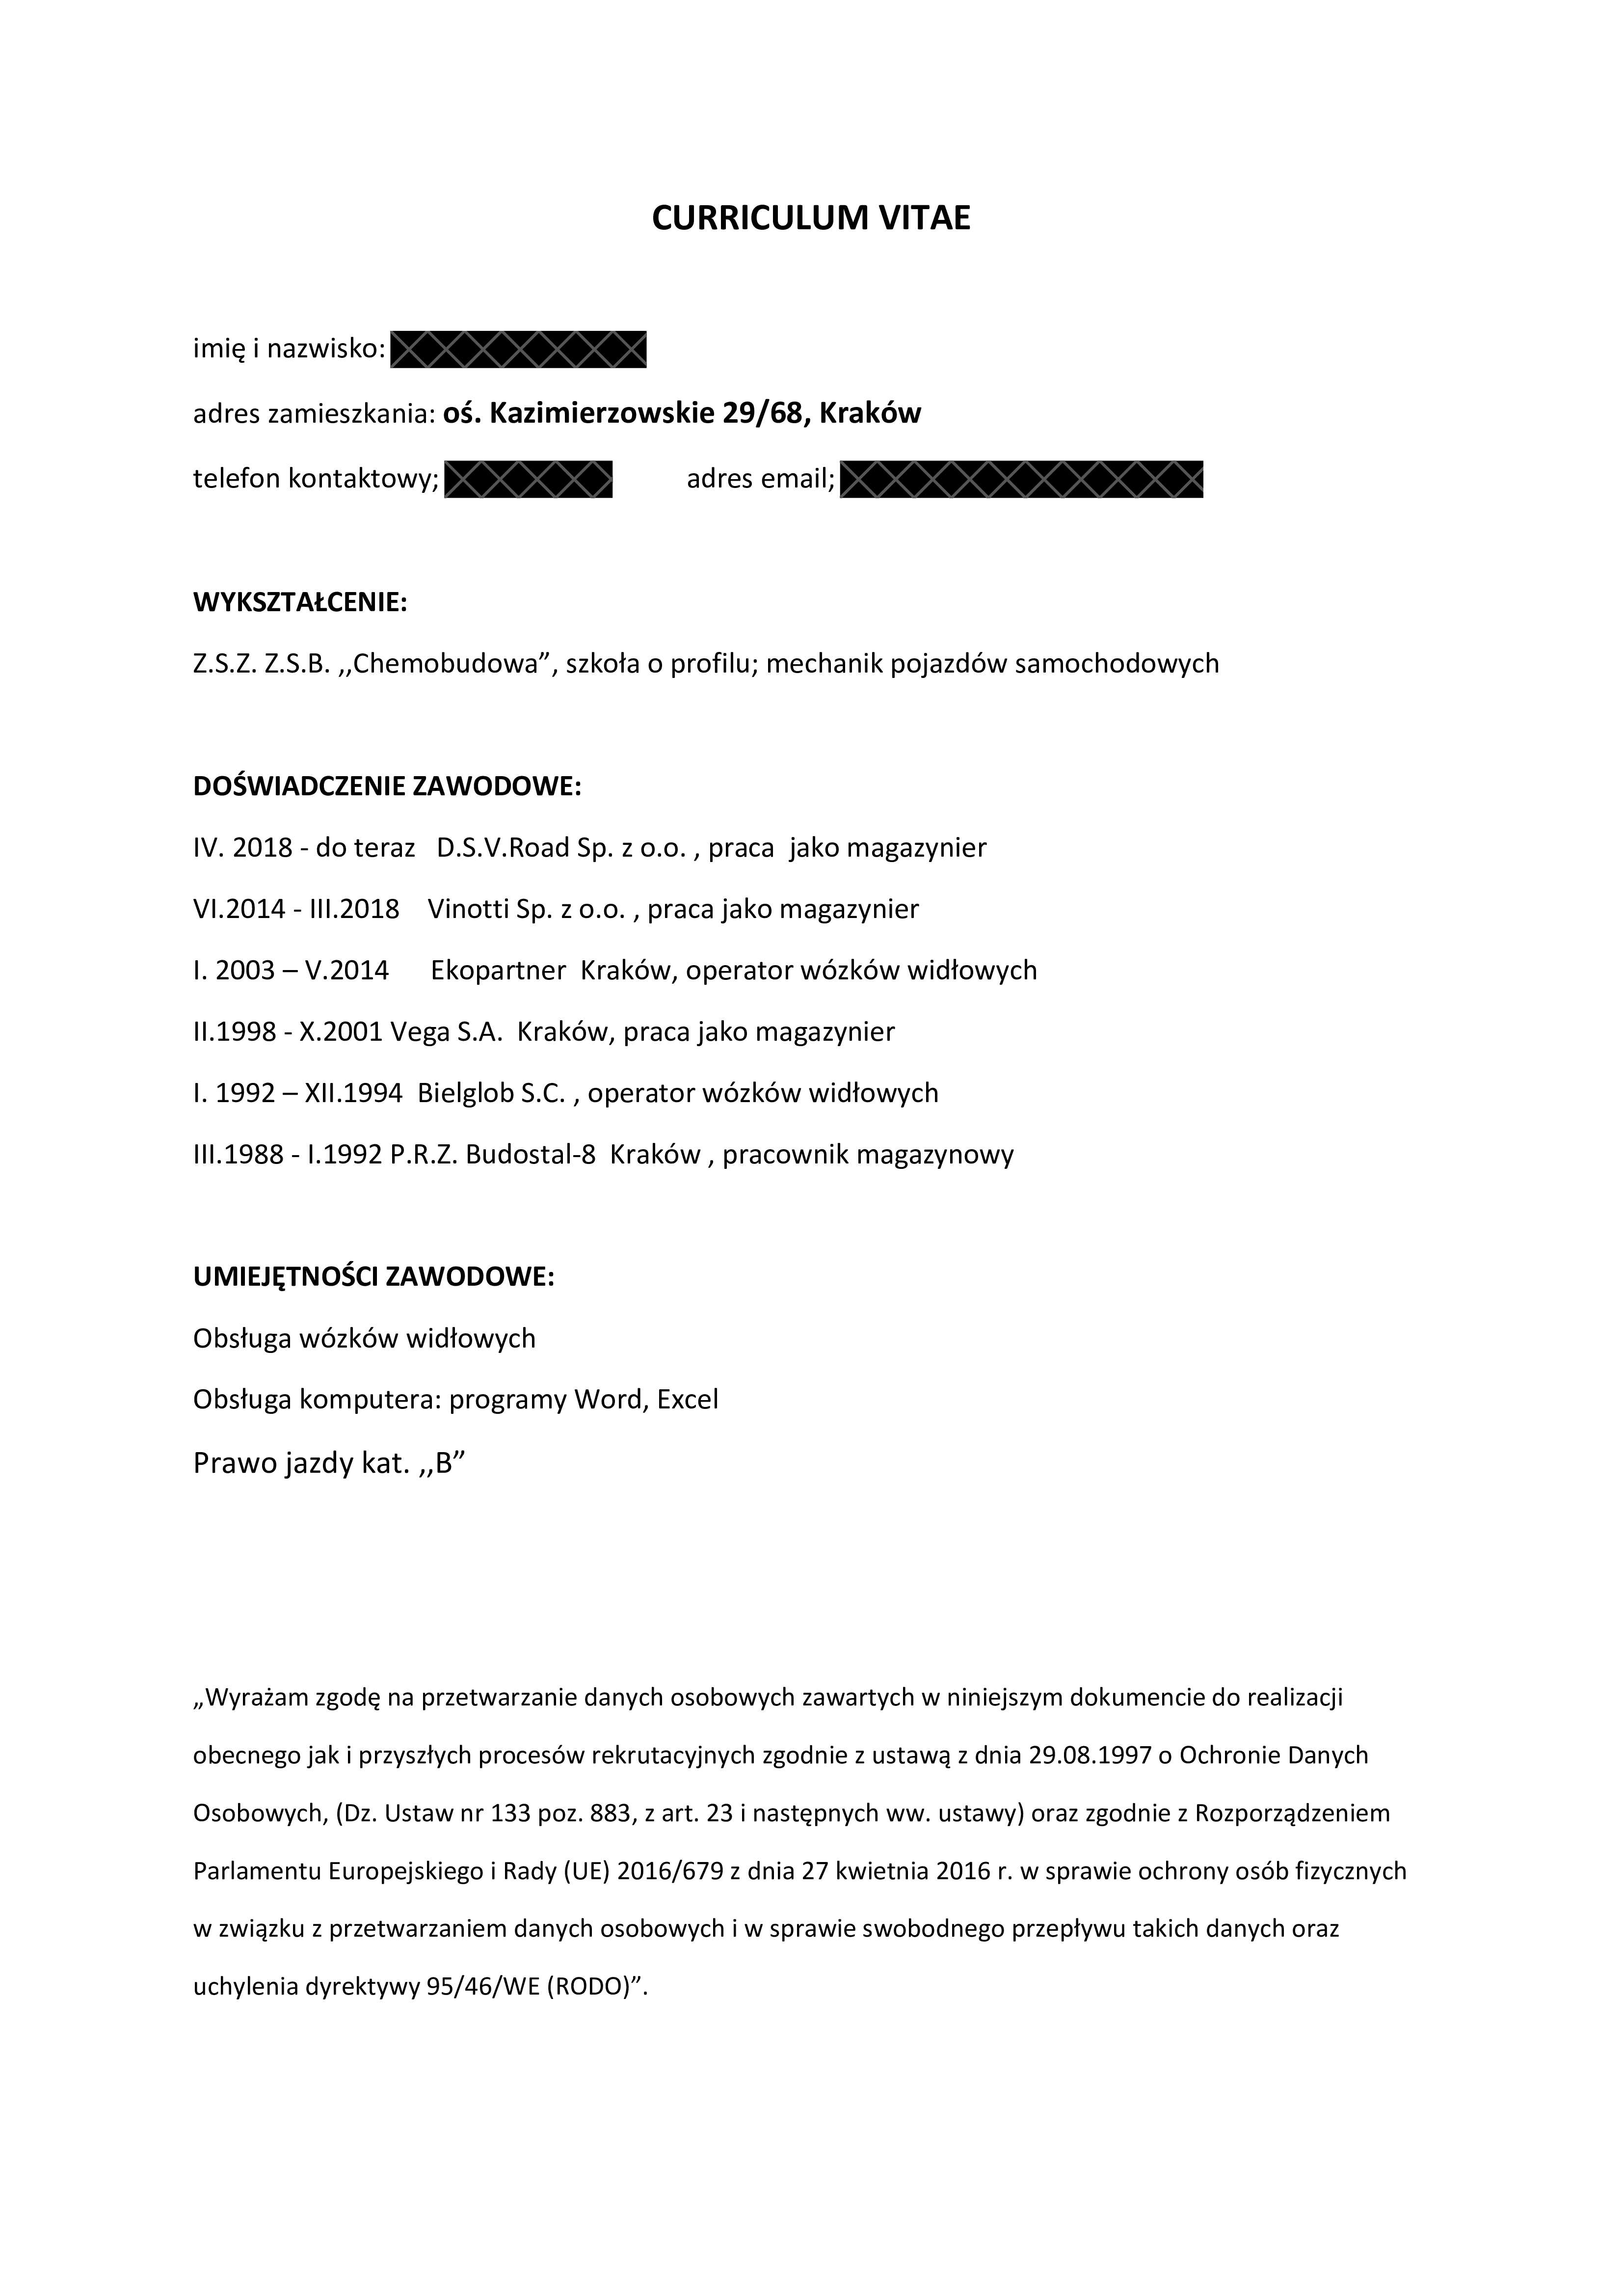 CURRICULUM VITAE
imię i nazwisko:
adres zamieszkania: oś. Kazimierzowskie 29/68, Kraków
telefon kontaktowy; adres email;
WYKSZTAŁCENIE:
Z.S.Z. Z.S.B. ,,Chemobudowa”, szkoła o profilu; mechanik pojazdów samochodowych
DOŚWIADCZENIE ZAWODOWE:
IV. 2018 - do teraz D.S.V.Road Sp. z o.o. , praca jako magazynier
VI.2014 - III.2018 Vinotti Sp. z o.o. , praca jako magazynier
I. 2003 – V.2014 Ekopartner Kraków, operator wózków widłowych
II.1998 - X.2001 Vega S.A. Kraków, praca jako magazynier
I. 1992 – XII.1994 Bielglob S.C. , operator wózków widłowych
III.1988 - I.1992 P.R.Z. Budostal-8 Kraków , pracownik magazynowy
UMIEJĘTNOŚCI ZAWODOWE:
Obsługa wózków widłowych
Obsługa komputera: programy Word, Excel
Prawo jazdy kat. ,,B”
„Wyrażam zgodę na przetwarzanie danych osobowych zawartych w niniejszym dokumencie do realizacji
obecnego jak i przyszłych procesów rekrutacyjnych zgodnie z ustawą z dnia 29.08.1997 o Ochronie Danych
Osobowych, (Dz. Ustaw nr 133 poz. 883, z art. 23 i następnych ww. ustawy) oraz zgodnie z Rozporządzeniem
Parlamentu Europejskiego i Rady (UE) 2016/679 z dnia 27 kwietnia 2016 r. w sprawie ochrony osób fizycznych
w związku z przetwarzaniem danych osobowych i w sprawie swobodnego przepływu takich danych oraz
uchylenia dyrektywy 95/46/WE (RODO)”.